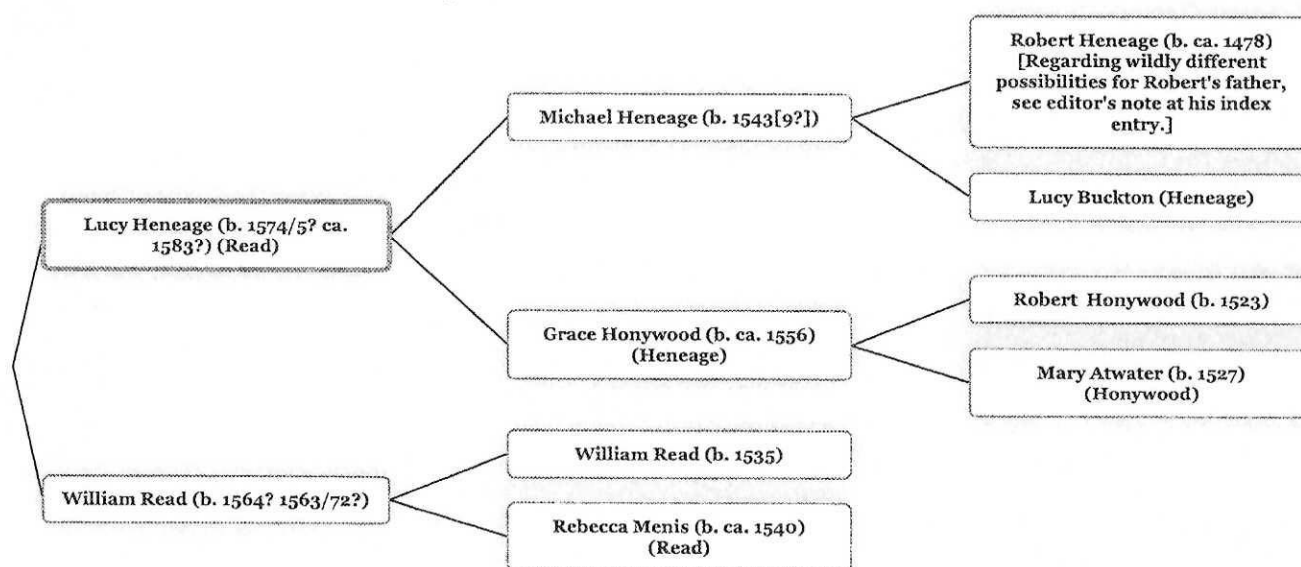 Robert Heneage (b. ca. 1478)
[Regarding wildly different
possibilities for Robert's father,
see editor's note at his index
entry.]
Michael Heneage (b. 1543[9?])
Lucy Buckton (Heneage)
Lucy Heneage (b. 1574/5? ca.
1583?) (Read)
Robert Honywood (b. 1523)
Grace Honywood (b. ca. 1556)
(Heneage)
Mary Atwater (b. 1527)
(Honywood)
William Read (b. 1535)
William Read (b. 1564? 1563/72?)
Rebecca Menis (b. ca. 1540)
(Read)